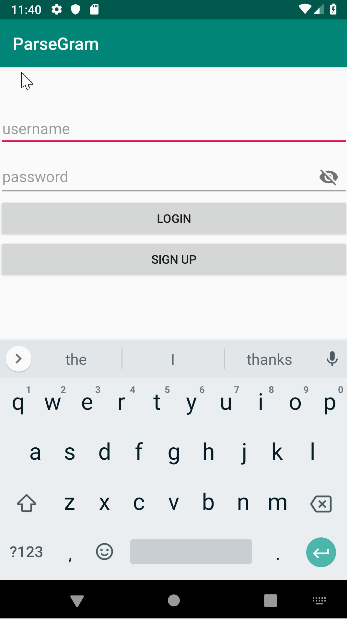 11:40
ParseGram
username
password
LOGIN
SIGN UP
the I thanks
1 2 3 4 5 6 7 8 9 0
q w e r t y u i o p
a s d f g h j k l
z x c v b n m
?123 , .